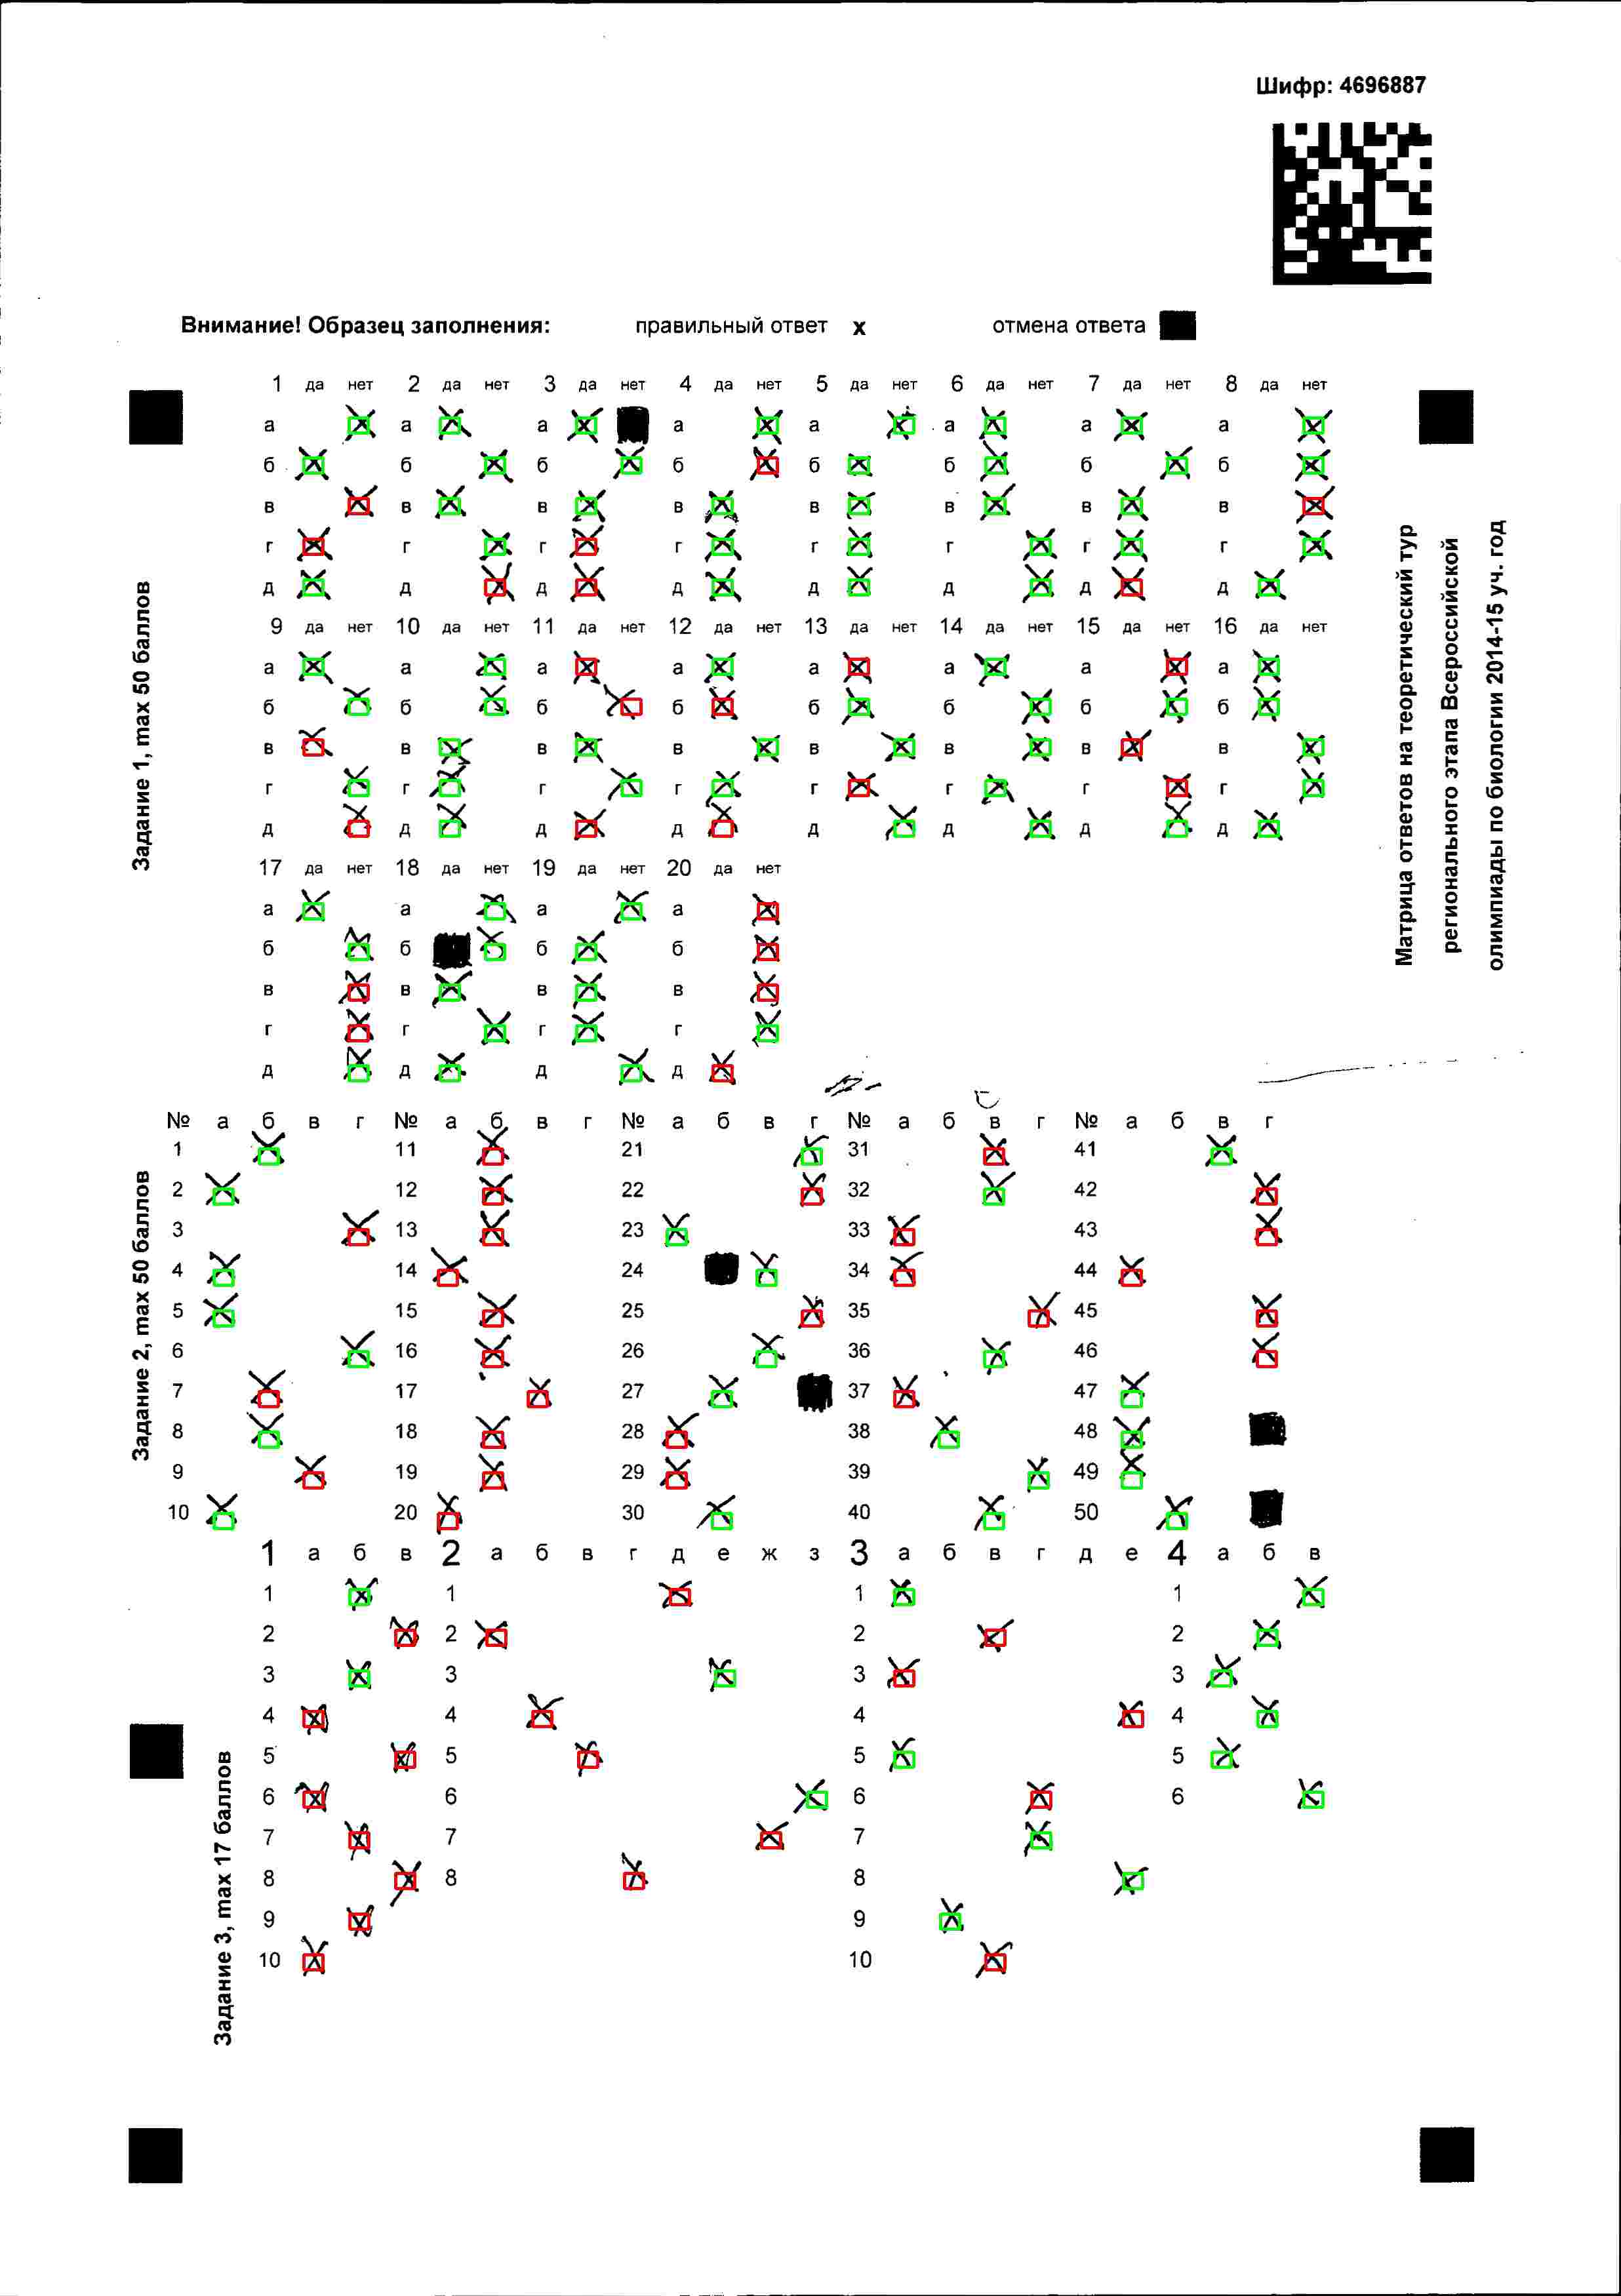 Шифр: 4696887
Внимание! Образец заполнения: правильный ответ x отмена ответа
1 да нет 2 да нет 3 да нет 4 да нет 5 да нет 6 да нет 7 да нет 8 да нет
а а а а а а а а
б б б б б б б б
в в в в в в в в
г г г г г г г г
д д д д д д д д
9 да нет 10 да нет 11 да нет 12 да нет 13 да нет 14 да нет 15 да нет 16 да нет
а а а а а а а а
б б б б б б б б
в в в в в в в в
г г г г г г г г
д д д д д д д д
17 да нет 18 да нет 19 да нет 20 да нет
а а а а
б б б б
в в в в
г г г г
д д д д
Задание 1, max 50 баллов
Матрица ответов на теоретический тур
регионального этапа Всероссийской
олимпиады по биологии 2014-15 уч. год
№ а б в г № а б в г № а б в г № а б в г № а б в г
1 11 21 31 41
2 12 22 32 42
3 13 23 33 43
4 14 24 34 44
5 15 25 35 45
6 16 26 36 46
7 17 27 37 47
8 18 28 38 48
9 19 29 39 49
10 20 30 40 50
Задание 2, max 50 баллов
1 а б в 2 а б в г д е ж з 3 а б в г д е 4 а б в
1 1 1 1
2 2 2 2
3 3 3 3
4 4 4 4
5 5 5 5
6 6 6 6
7 7 7
8 8 8
9 9
10 10
Задание 3, max 17 баллов